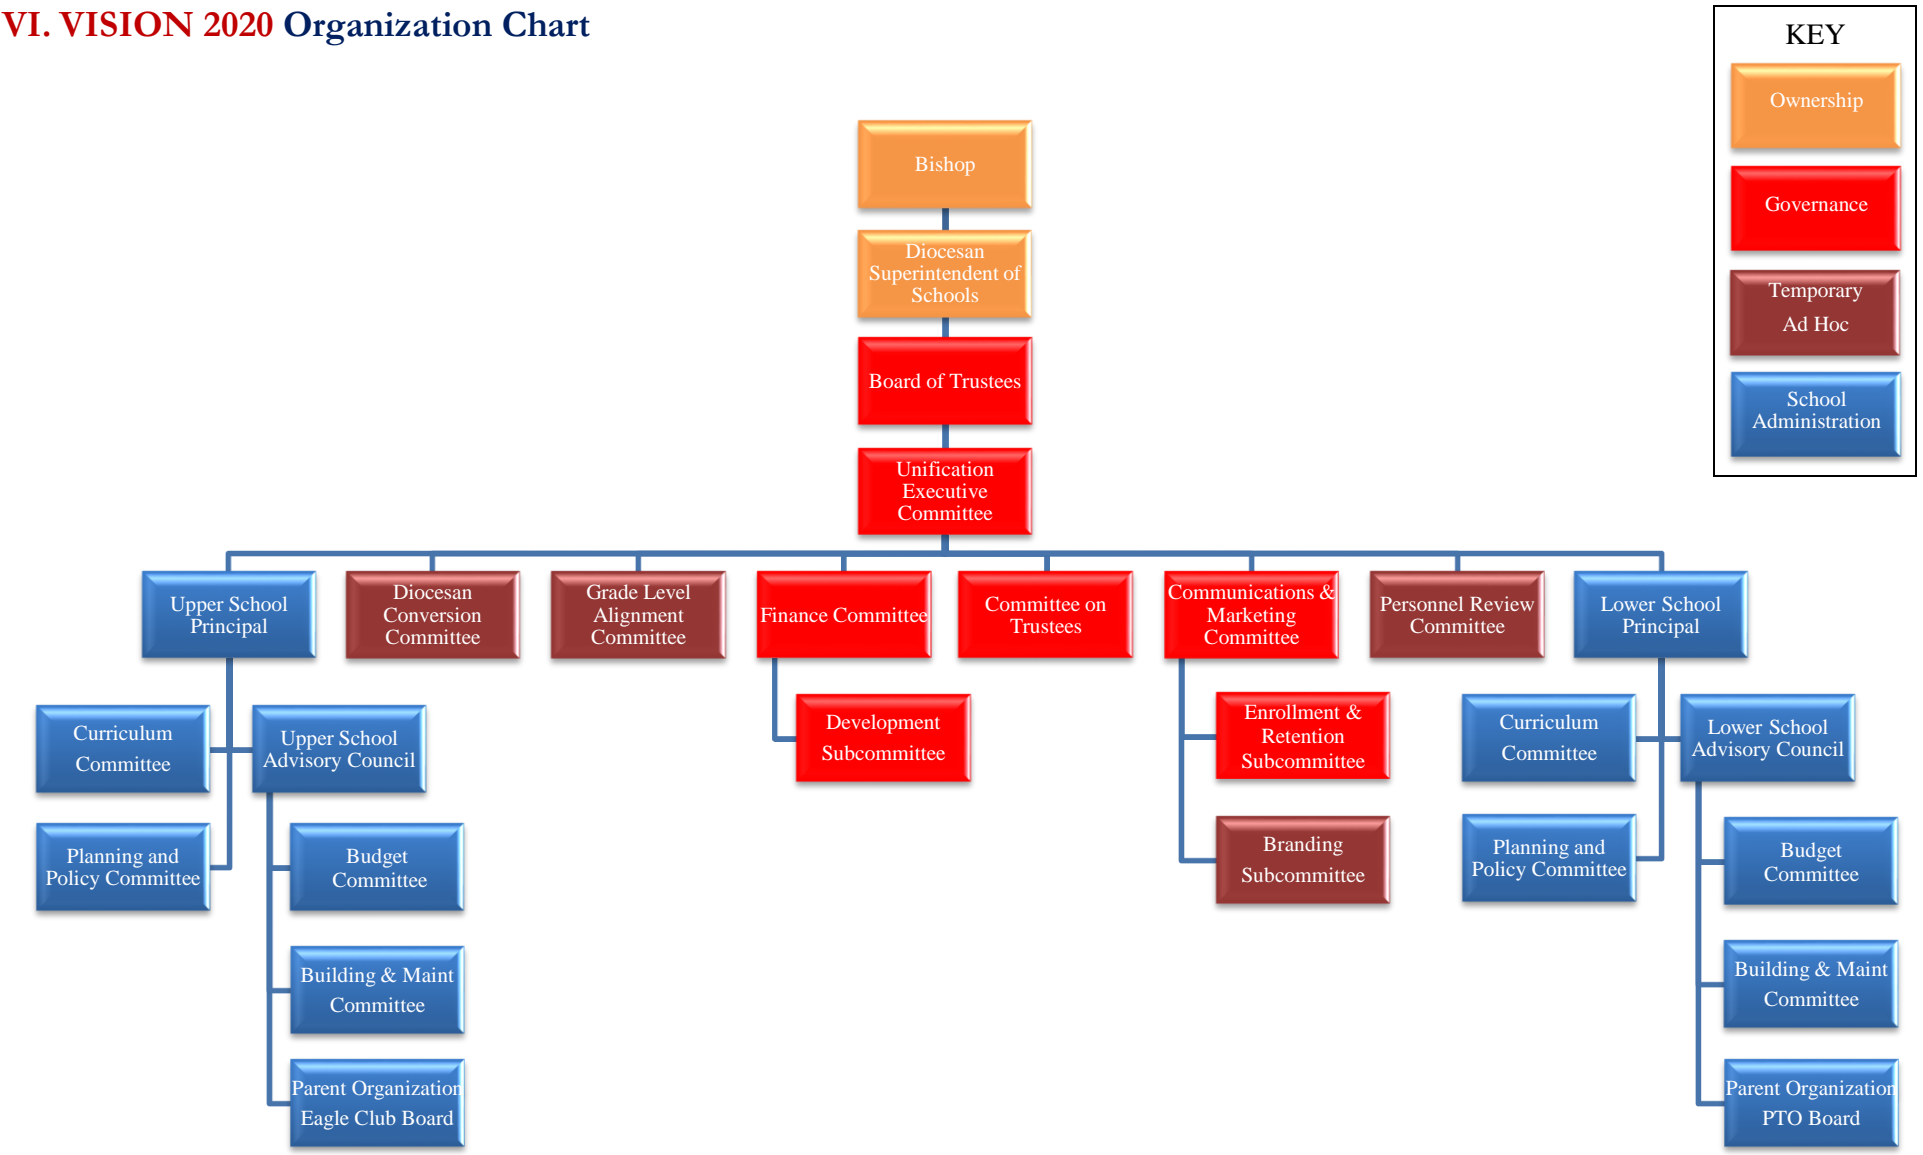 VI. VISION 2020 Organization Chart
KEY
Ownership
Governance
Temporary
Ad Hoc
School
Administration
Bishop
Diocesan
Superintendent of
Schools
Board of Trustees
Unification
Executive
Committee
Upper School
Principal
Diocesan
Conversion
Committee
Grade Level
Alignment
Committee
Finance Committee
Committee on
Trustees
Communications &
Marketing
Committee
Personnel Review
Committee
Lower School
Principal
Curriculum
Committee
Upper School
Advisory Council
Development
Subcommittee
Enrollment &
Retention
Subcommittee
Curriculum
Committee
Lower School
Advisory Council
Planning and
Policy Committee
Budget
Committee
Branding
Subcommittee
Planning and
Policy Committee
Budget
Committee
Building & Maint
Committee
Building & Maint
Committee
Parent Organization
Eagle Club Board
Parent Organization
PTO Board